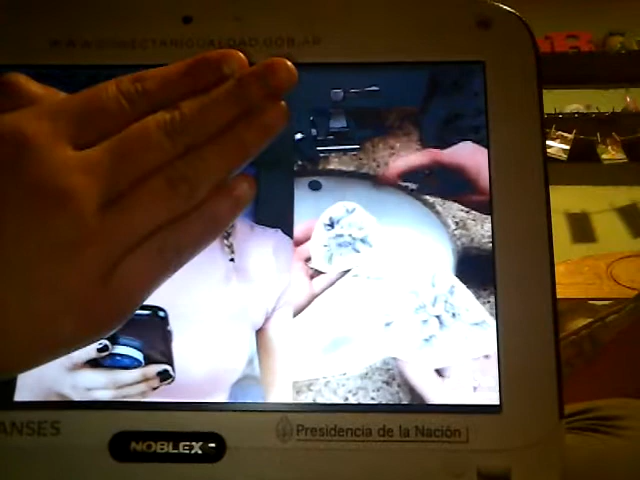 WWW.CONECTARIGUALDAD.GOB.AR
ANSES
NOBLEX
Presidencia de la Nación